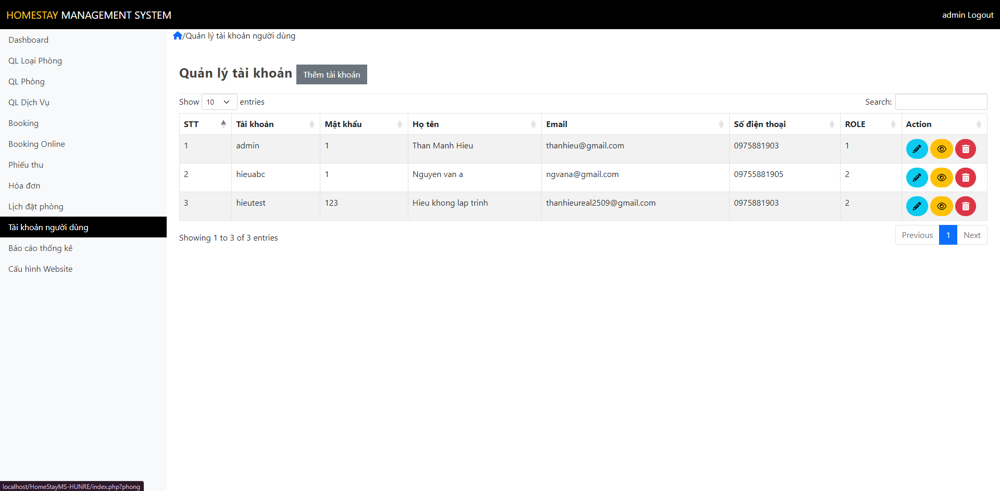 HOMESTAY MANAGEMENT SYSTEM
admin Logout
Dashboard
QL Loại Phòng
QL Phòng
QL Dịch Vụ
Booking
Booking Online
Phiếu thu
Hóa đơn
Lịch đặt phòng
Tài khoản người dùng
Báo cáo thống kê
Cấu hình Website
/Quản lý tài khoản người dùng
Quản lý tài khoản Thêm tài khoản
Show 10 entries
Search:
STT Tài khoản Mật khẩu Họ tên Email Số điện thoại ROLE Action
1 admin 1 Than Manh Hieu thanhieu@gmail.com 0975881903 1
2 hieuabc 1 Nguyen van a ngvana@gmail.com 09755881905 2
3 hieutest 123 Hieu khong lap trinh thanhieureal2509@gmail.com 0975881903 2
Showing 1 to 3 of 3 entries
Previous 1 Next
localhost/HomeStayMS-HUNRE/index.php?phong